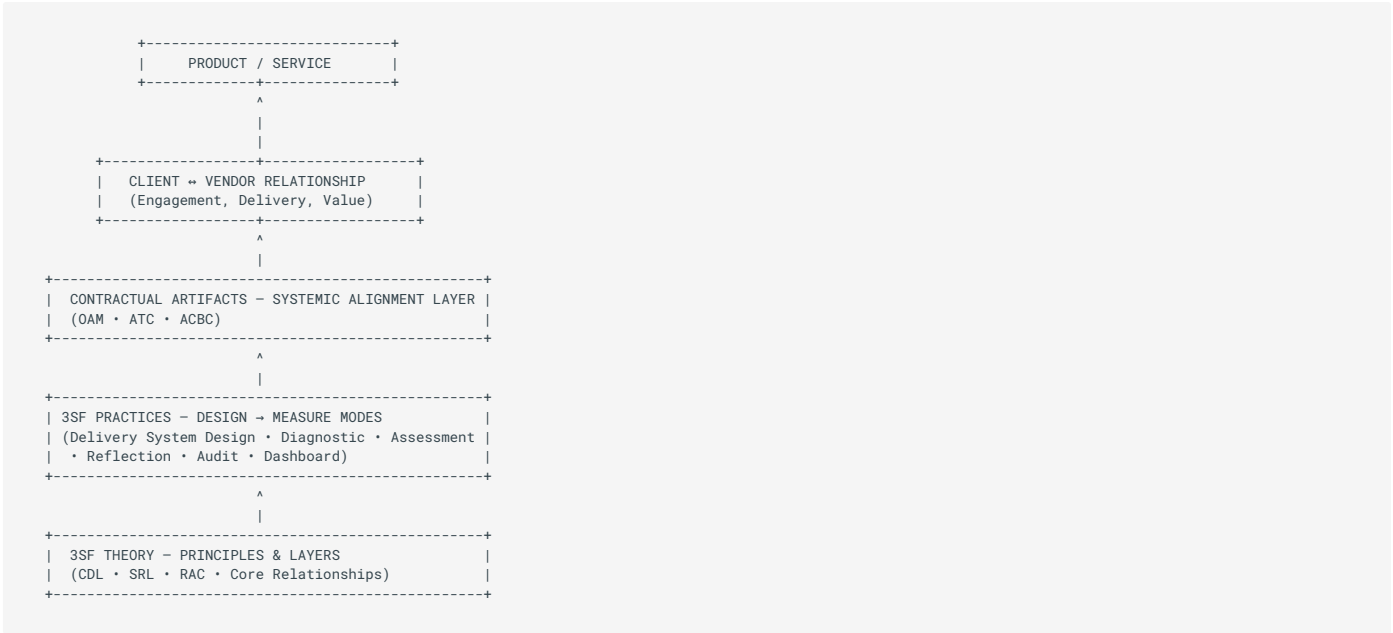 PRODUCT / SERVICE
CLIENT ↔ VENDOR RELATIONSHIP
(Engagement, Delivery, Value)
CONTRACTUAL ARTIFACTS — SYSTEMIC ALIGNMENT LAYER
(OAM • ATC • ACBC)
3SF PRACTICES — DESIGN → MEASURE MODES
(Delivery System Design • Diagnostic • Assessment
• Reflection • Audit • Dashboard)
3SF THEORY — PRINCIPLES & LAYERS
(CDL • SRL • RAC • Core Relationships)